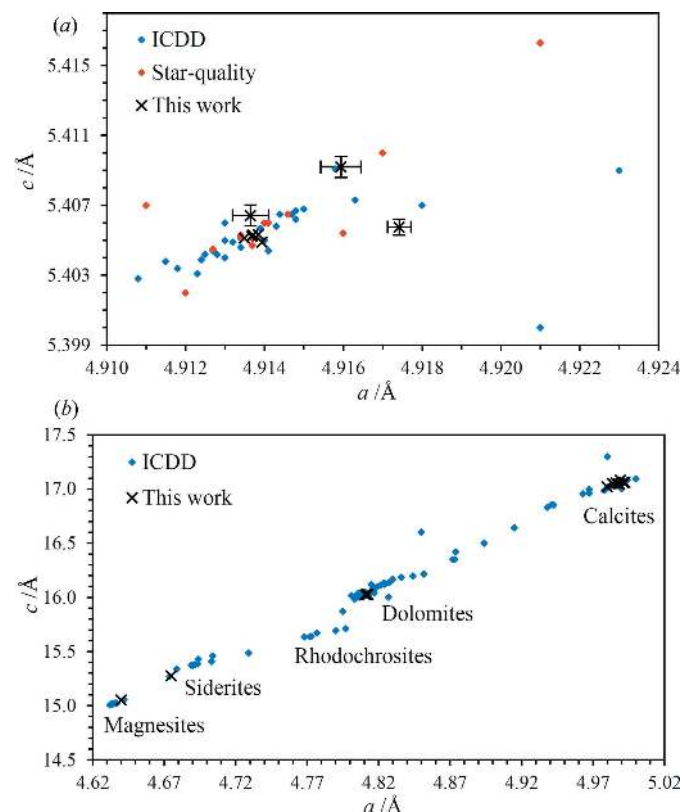 (a)
ICDD
Star-quality
This work
5.415
5.411
5.407
5.403
5.399
c /Å
4.910 4.912 4.914 4.916 4.918 4.920 4.922 4.924
a /Å
(b)
17.5
17.0
16.5
16.0
15.5
15.0
14.5
c /Å
ICDD
This work
Calcites
Dolomites
Rhodochrosites
Siderites
Magnesites
4.62 4.67 4.72 4.77 4.82 4.87 4.92 4.97 5.02
a /Å